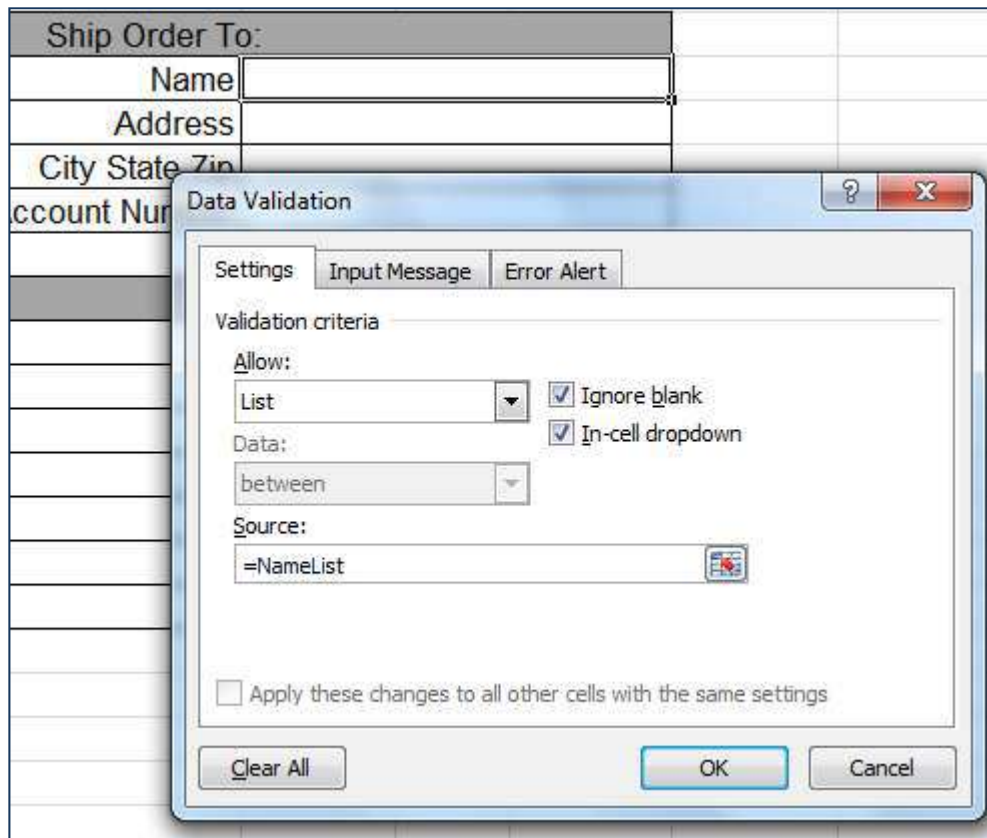 Ship Order To:
Name
Address
City State Zip
ccount Nur
Data Validation
Settings
Input Message
Error Alert
Validation criteria
Allow:
List
Ignore blank
In-cell dropdown
Data:
between
Source:
=NameList
Apply these changes to all other cells with the same settings
Clear All
OK
Cancel